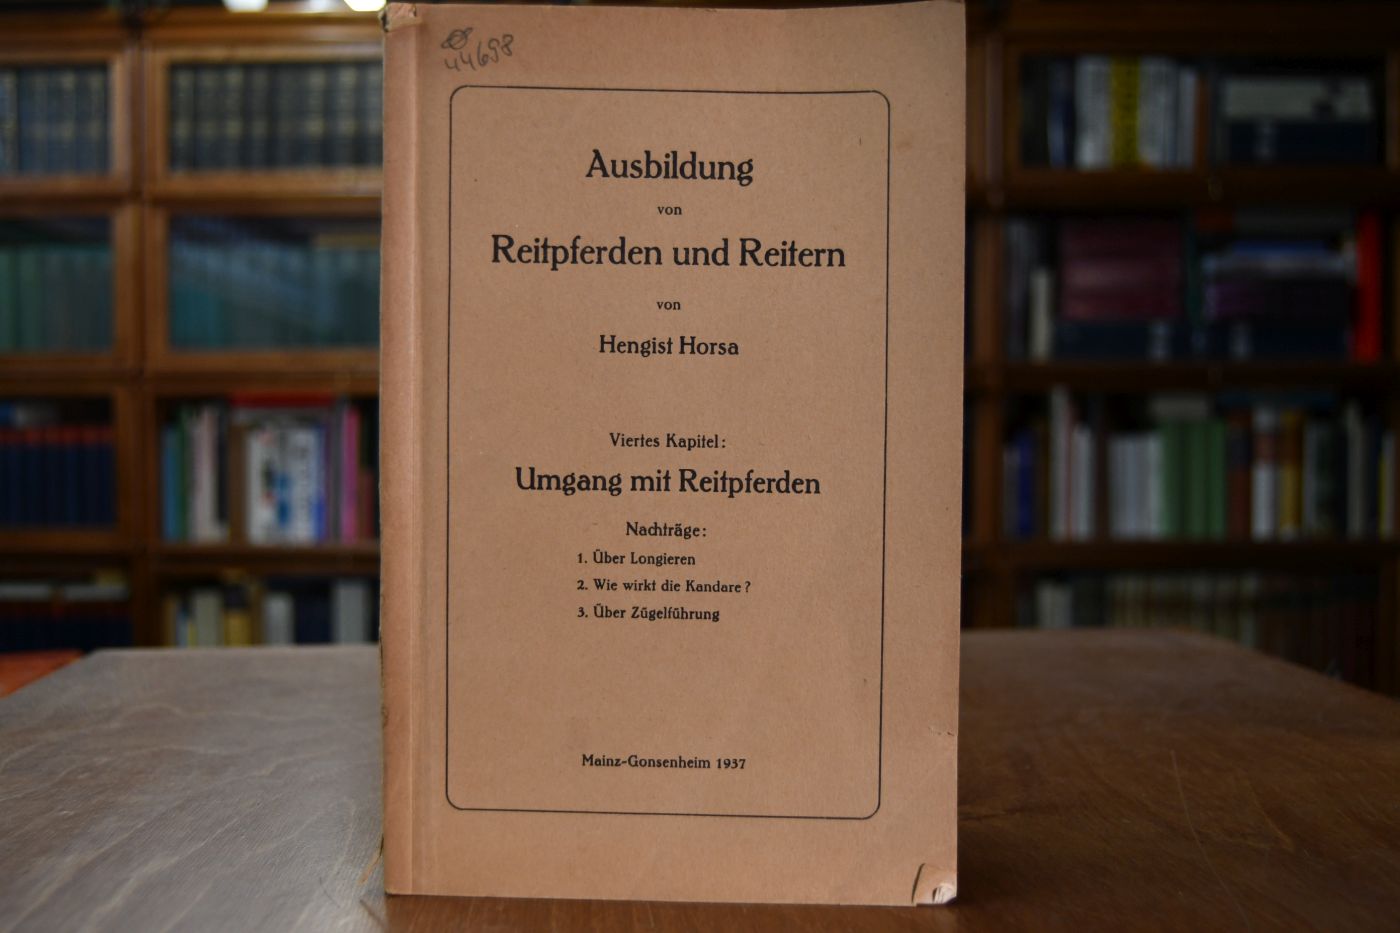 44698
Ausbildung
von
Reitpferden und Reitern
von
Hengist Horsa
Viertes Kapitel:
Umgang mit Reitpferden
Nachträge:
1. Über Longieren
2. Wie wirkt die Kandare?
3. Über Zügelführung
Mainz-Gonsenheim 1937